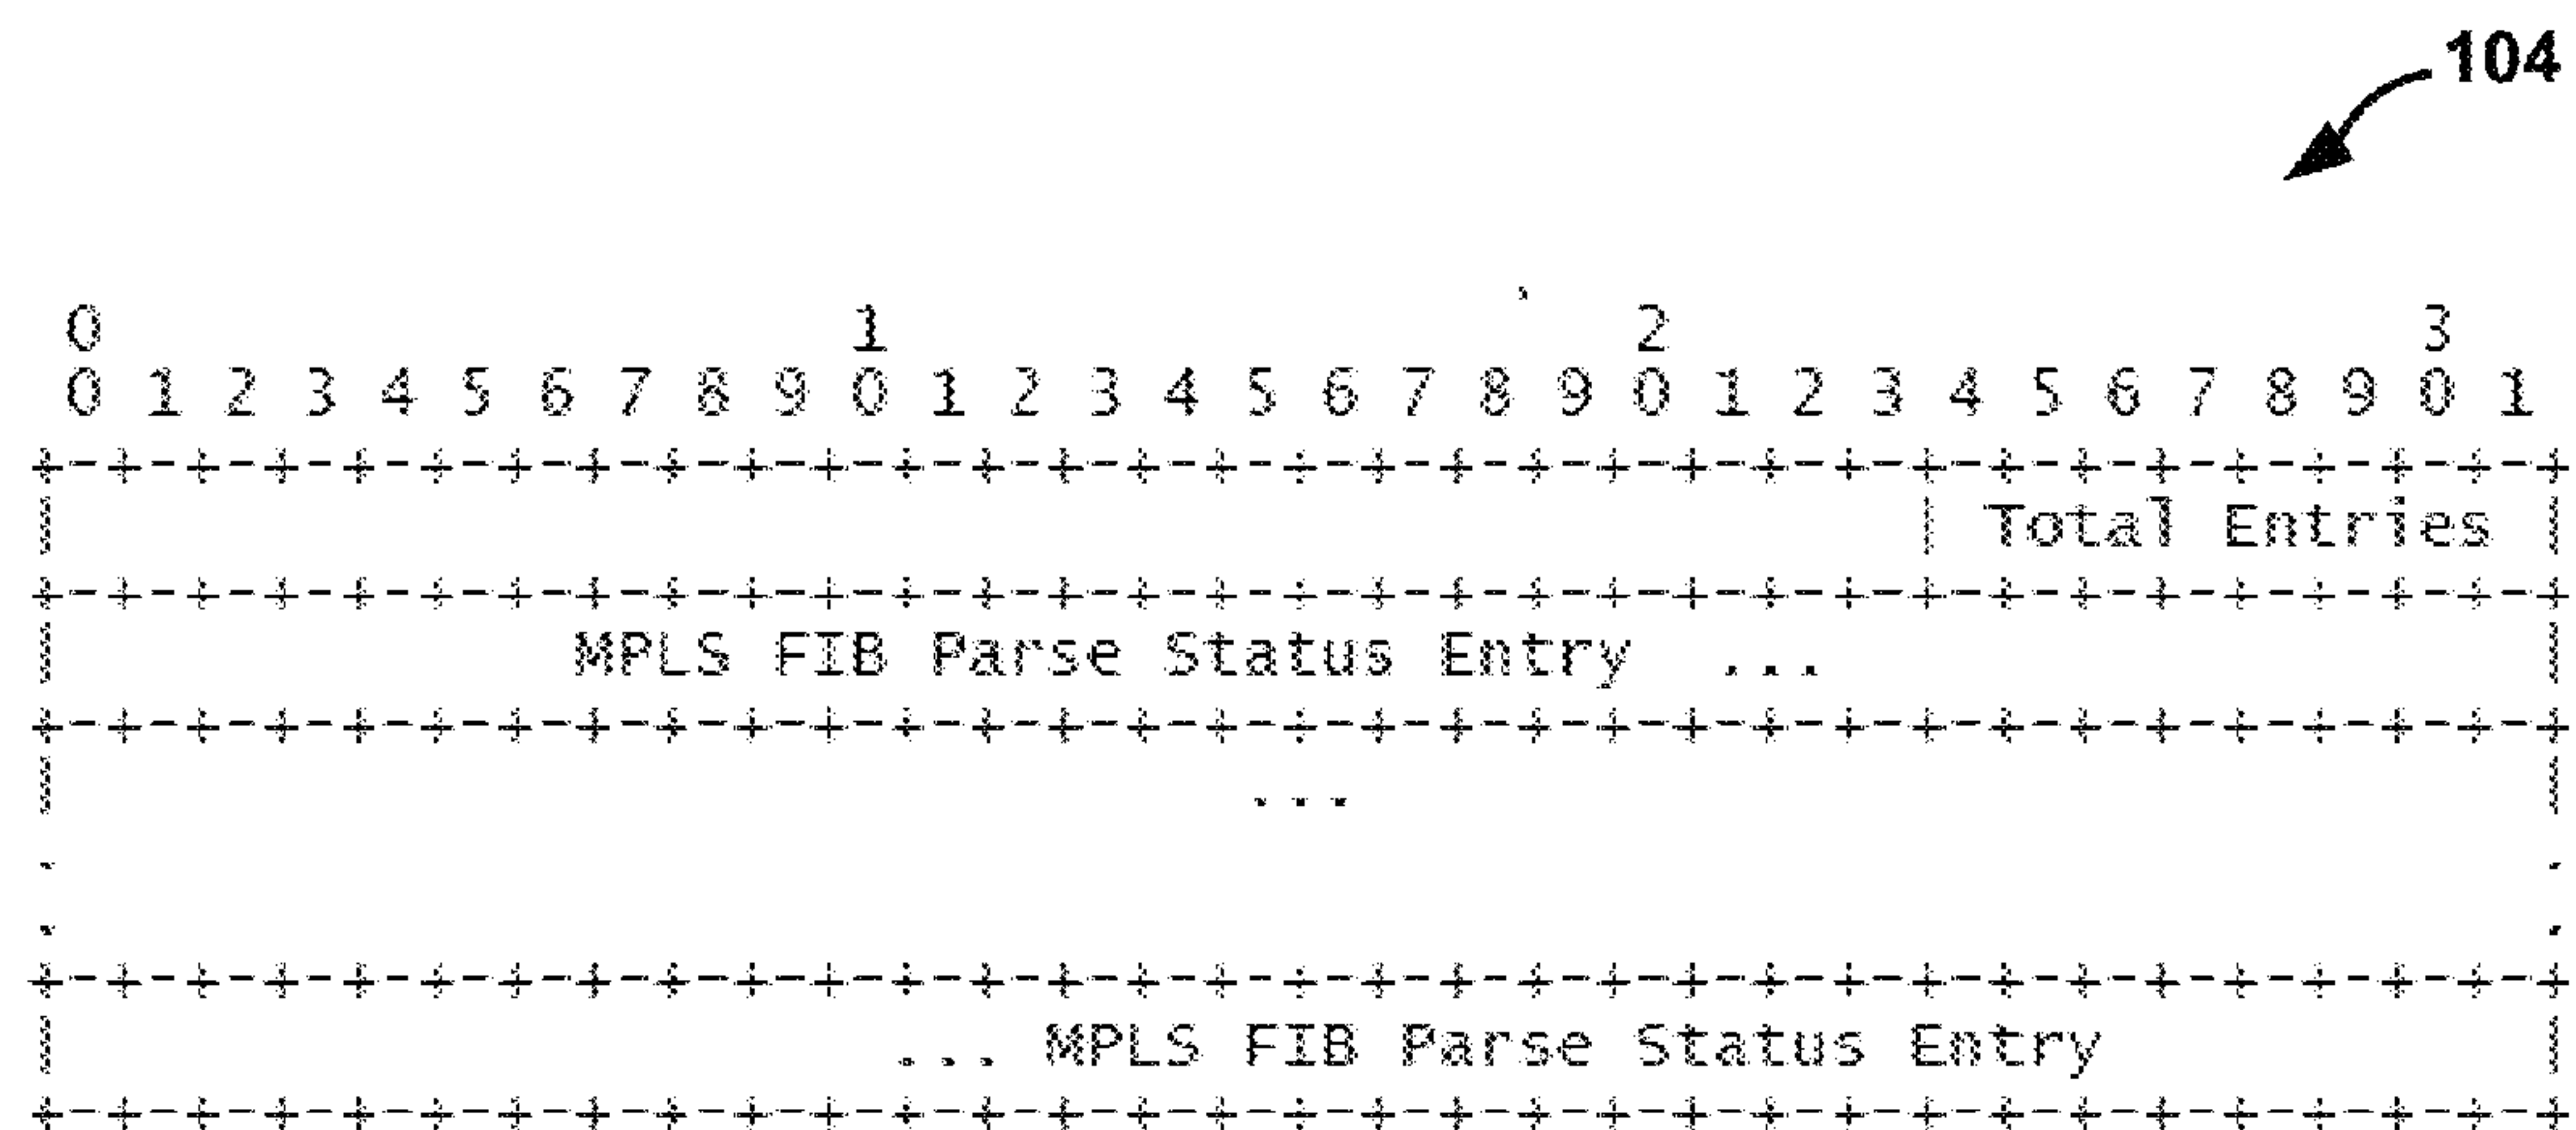 104
0 1 2 3
0 1 2 3 4 5 6 7 8 9 0 1 2 3 4 5 6 7 8 9 0 1 2 3 4 5 6 7 8 9 0 1
+-+-+-+-+-+-+-+-+-+-+-+-+-+-+-+-+-+-+-+-+-+-+-+-+-+-+-+-+-+-+-+-+
| | Total Entries |
+-+-+-+-+-+-+-+-+-+-+-+-+-+-+-+-+-+-+-+-+-+-+-+-+-+-+-+-+-+-+-+-+
| MPLS FIB Parse Status Entry ... |
+-+-+-+-+-+-+-+-+-+-+-+-+-+-+-+-+-+-+-+-+-+-+-+-+-+-+-+-+-+-+-+-+
| ... |
. .
. .
+-+-+-+-+-+-+-+-+-+-+-+-+-+-+-+-+-+-+-+-+-+-+-+-+-+-+-+-+-+-+-+-+
| ... MPLS FIB Parse Status Entry |
+-+-+-+-+-+-+-+-+-+-+-+-+-+-+-+-+-+-+-+-+-+-+-+-+-+-+-+-+-+-+-+-+